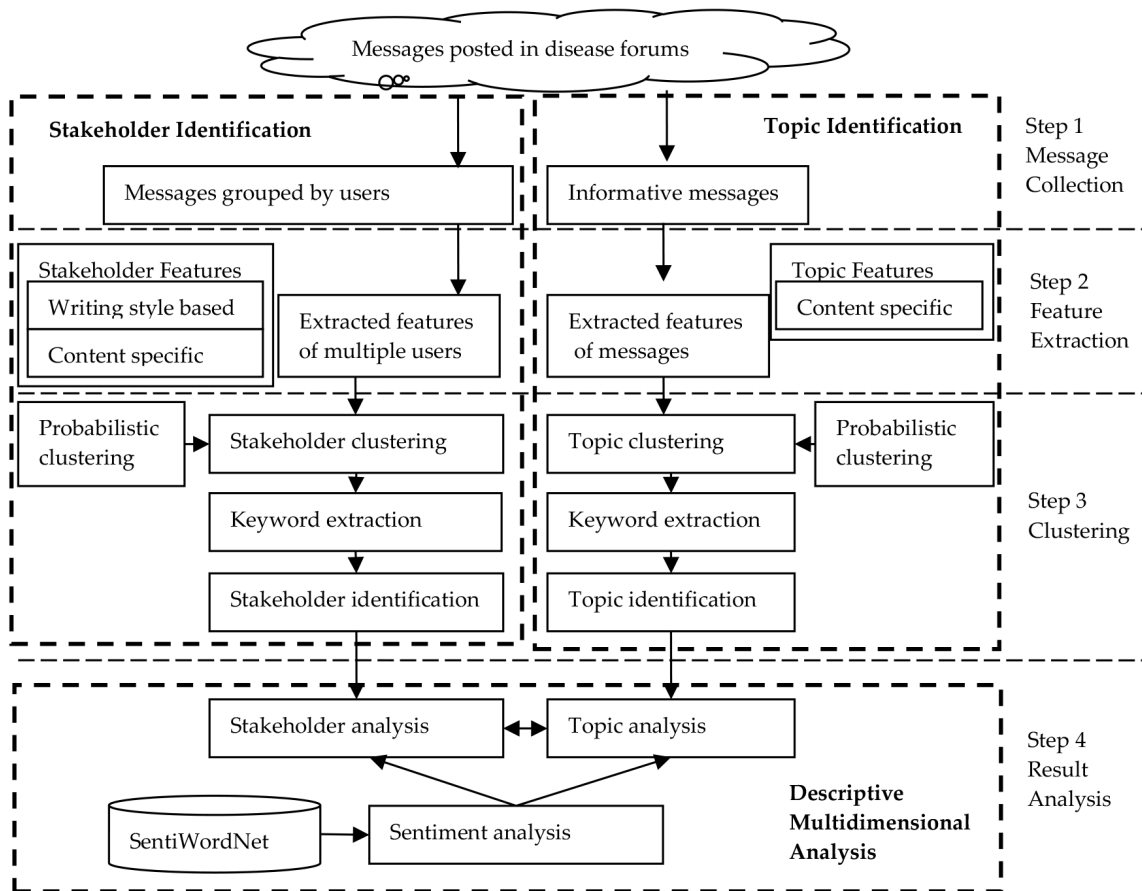 Messages posted in disease forums
Stakeholder Identification
Topic Identification
Step 1
Message
Collection
Messages grouped by users
Informative messages
Stakeholder Features
Writing style based
Content specific
Extracted features
of multiple users
Extracted features
of messages
Topic Features
Content specific
Step 2
Feature
Extraction
Probabilistic
clustering
Stakeholder clustering
Topic clustering
Probabilistic
clustering
Keyword extraction
Keyword extraction
Step 3
Clustering
Stakeholder identification
Topic identification
Stakeholder analysis
Topic analysis
Step 4
Result
Analysis
SentiWordNet
Sentiment analysis
Descriptive
Multidimensional
Analysis